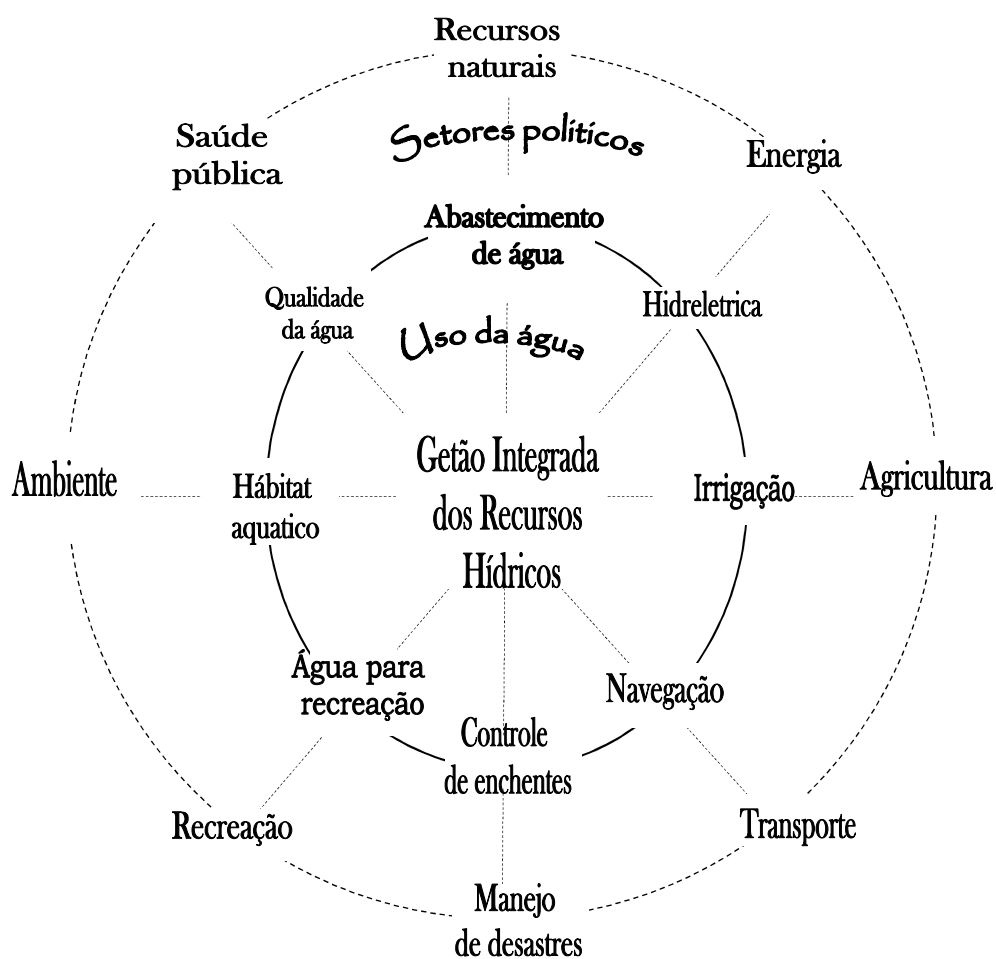 Recursos
naturais
Setores políticos
Saúde
pública
Energia
Abastecimento
de água
Qualidade
da água
Hidreletrica
Uso da água
Getão Integrada
dos Recursos
Hídricos
Ambiente
Hábitat
aquatico
Irrigação
Agricultura
Água para
recreação
Navegação
Controle
de enchentes
Recreação
Transporte
Manejo
de desastres